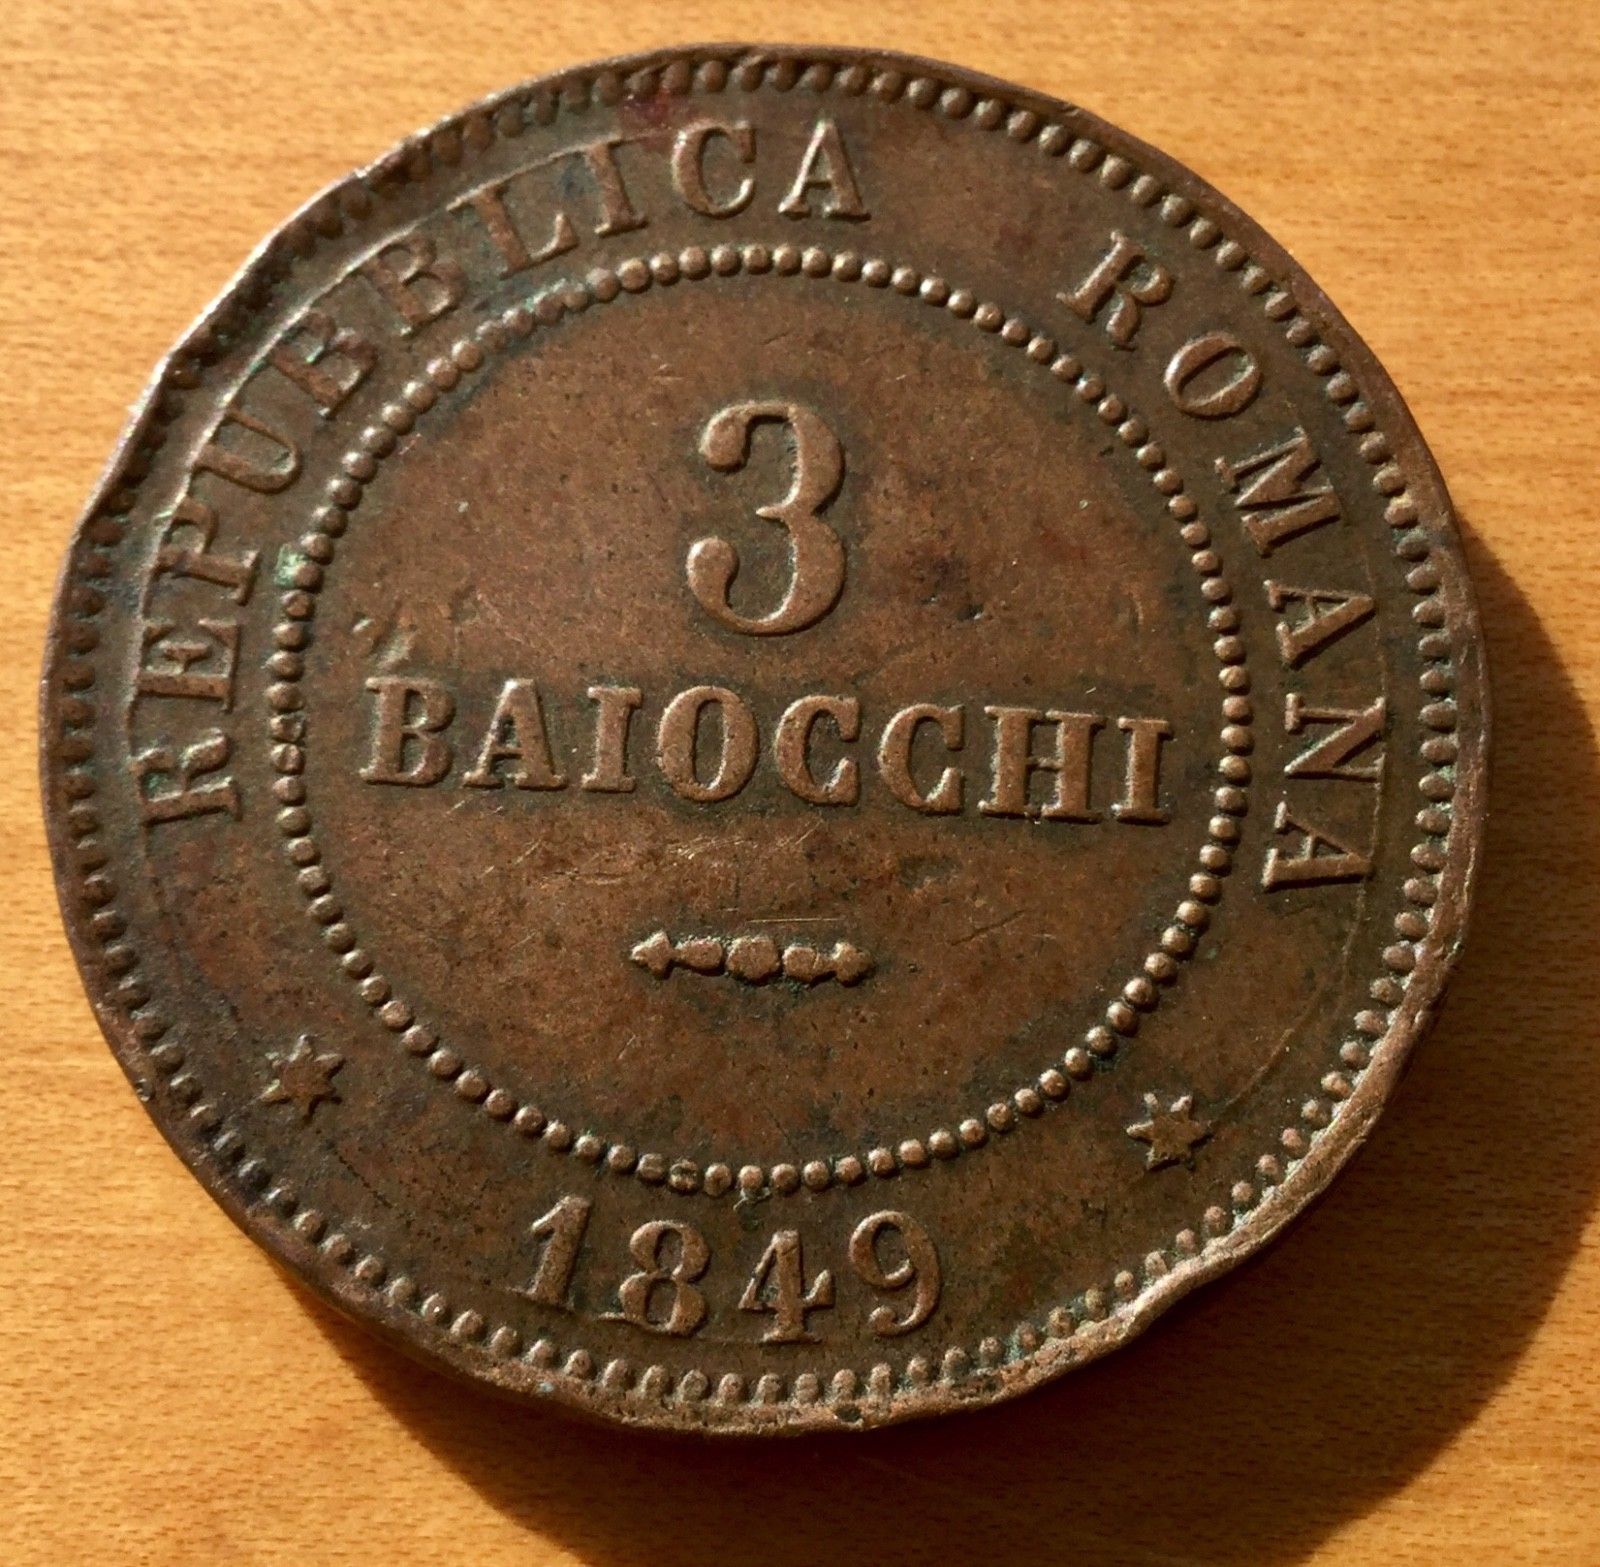 REPUBBLICA ROMANA
3
BAIOCCHI
1849